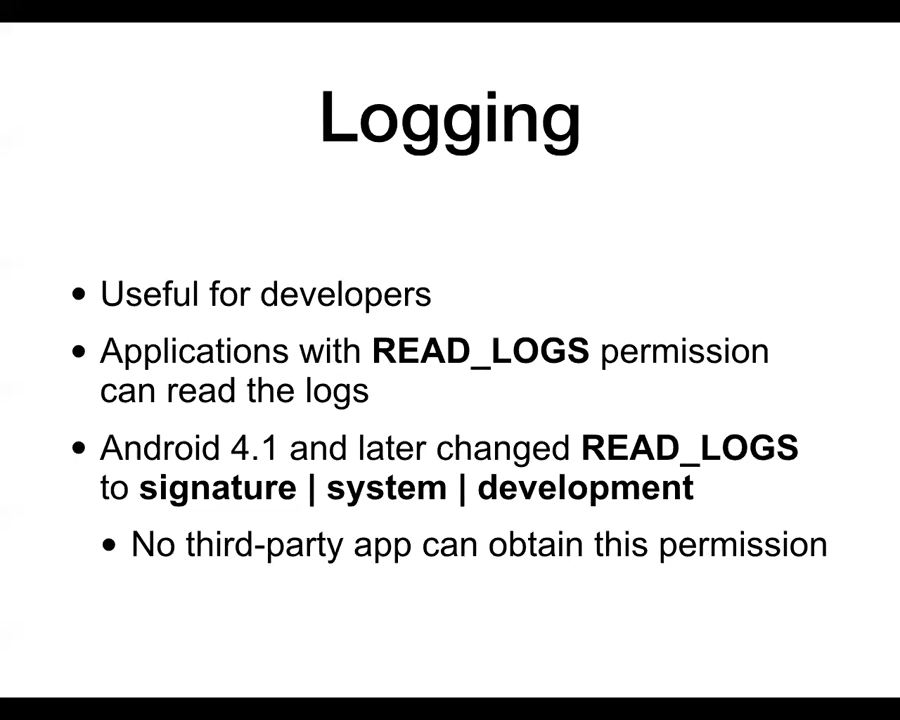 Logging
• Useful for developers
• Applications with READ_LOGS permission
can read the logs
• Android 4.1 and later changed READ_LOGS
to signature | system | development
• No third-party app can obtain this permission